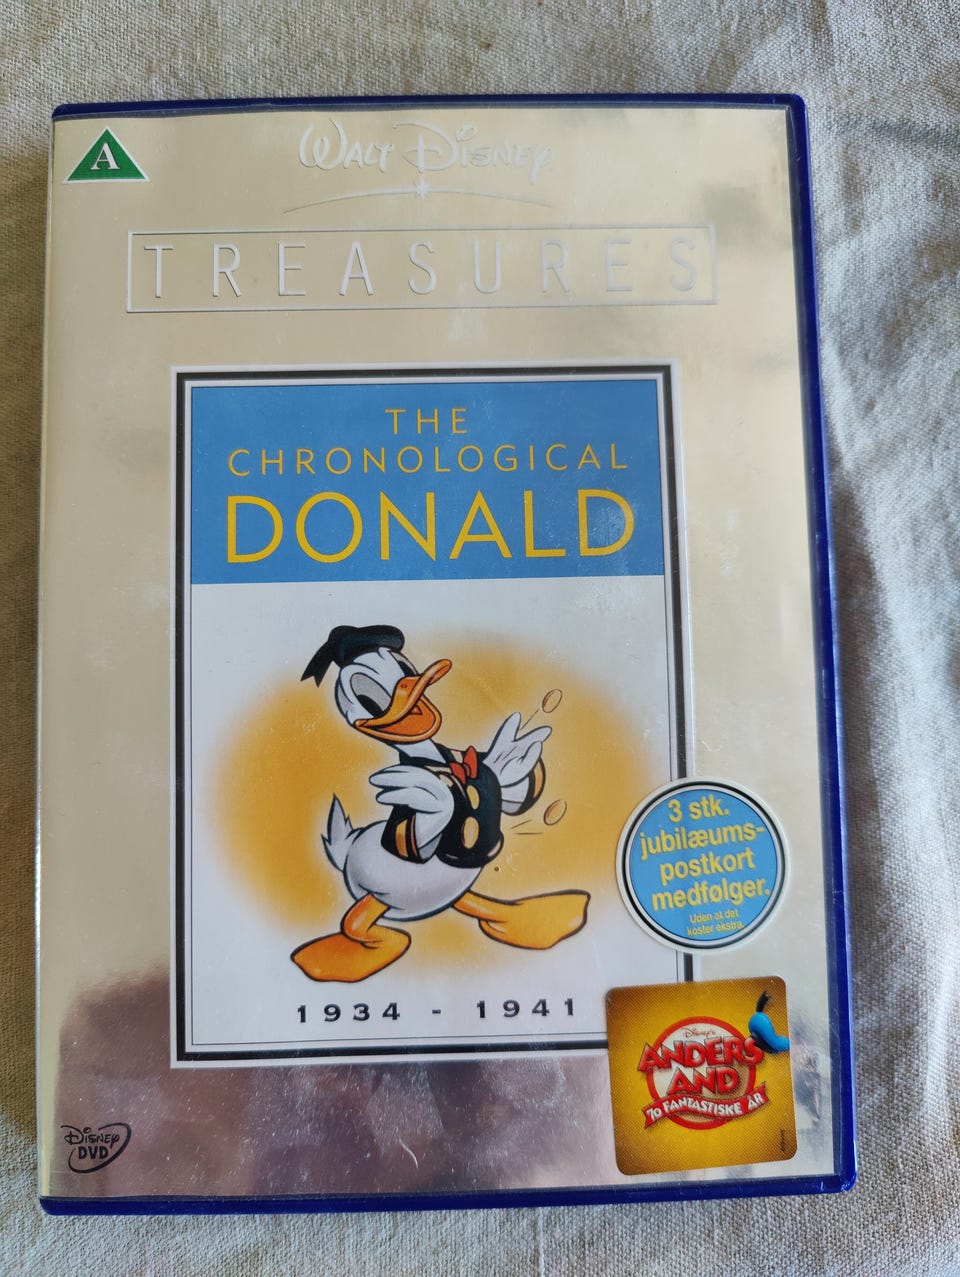 A
WALT DISNEY
TREASURES
THE
CHRONOLOGICAL
DONALD
3 stk.
jubilæums-
postkort
medfølger.
Uden at det
koster ekstra.
1934 - 1941
Disney's
ANDERS
AND
70 FANTASTISKE ÅR
DISNEY
DVD